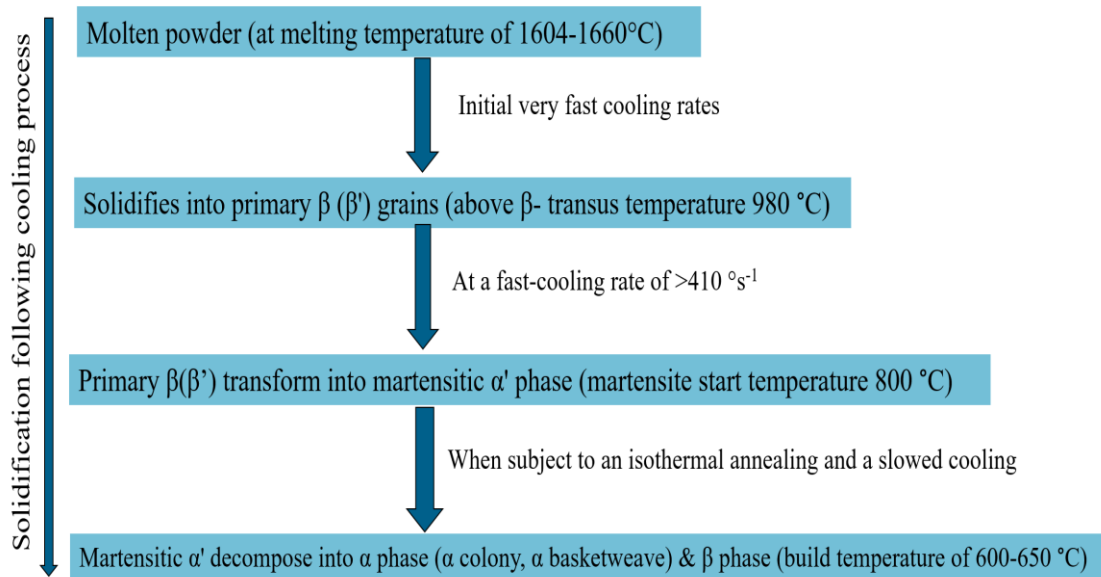 Solidification following cooling process
Molten powder (at melting temperature of 1604-1660°C)
Initial very fast cooling rates
Solidifies into primary β (β') grains (above β- transus temperature 980 °C)
At a fast-cooling rate of >410 °s⁻¹
Primary β(β’) transform into martensitic α' phase (martensite start temperature 800 °C)
When subject to an isothermal annealing and a slowed cooling
Martensitic α' decompose into α phase (α colony, α basketweave) & β phase (build temperature of 600-650 °C)